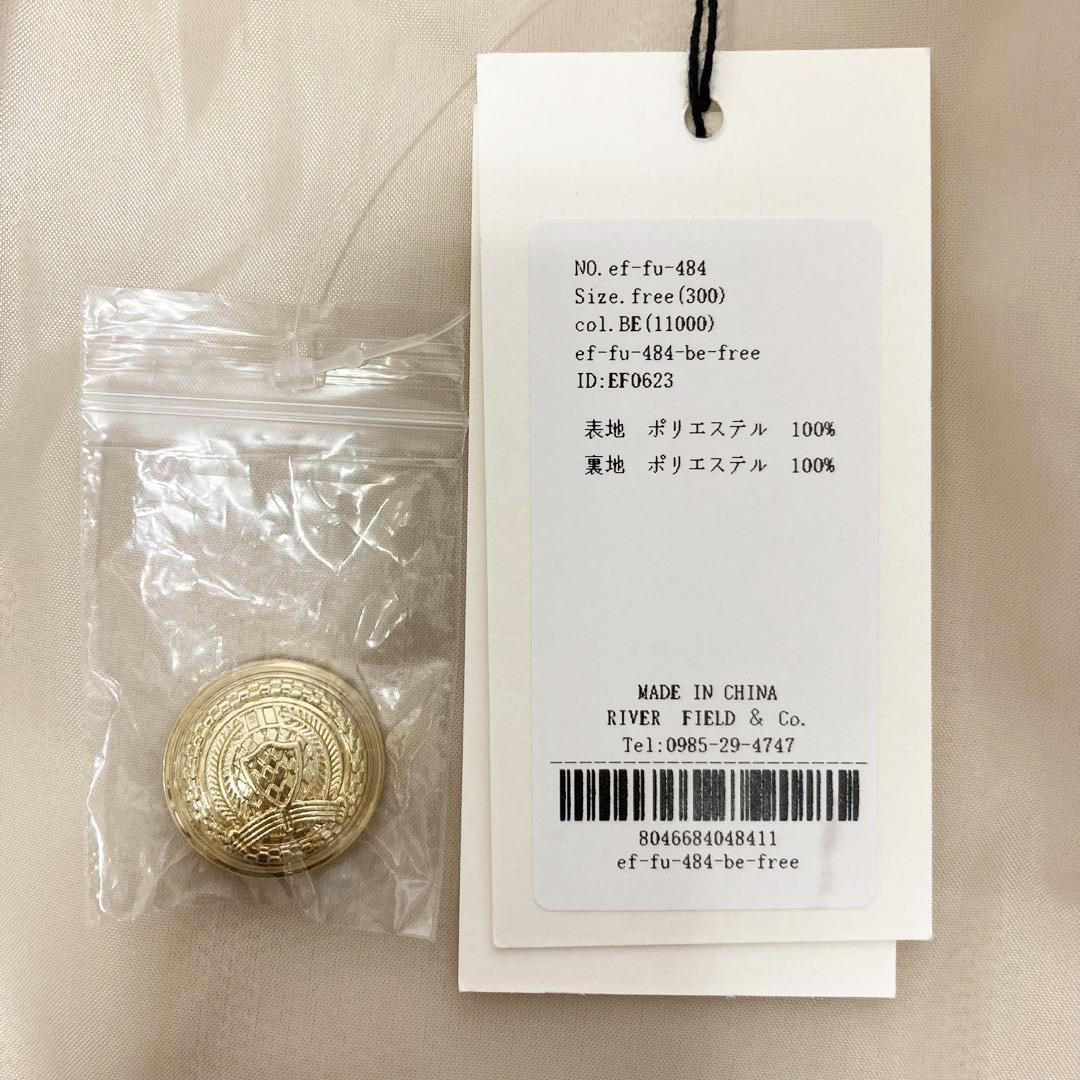 NO.ef-fu-484
Size.free(300)
col.BE(11000)
ef-fu-484-be-free
ID:EF0623
表地 ポリエステル 100%
裏地 ポリエステル 100%
MADE IN CHINA
RIVER FIELD & Co.
Tel:0985-29-4747
8046684048411
ef-fu-484-be-free